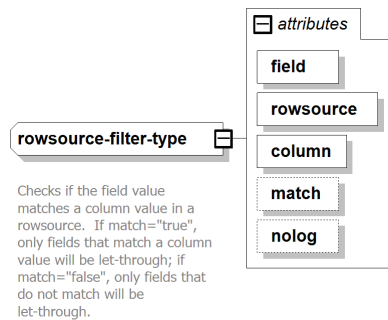 attributes
field
rowsource
rowsource-filter-type
column
match
nolog
Checks if the field value
matches a column value in a
rowsource.  If match="true",
only fields that match a column
value will be let-through; if
match="false", only fields that
do not match will be
let-through.